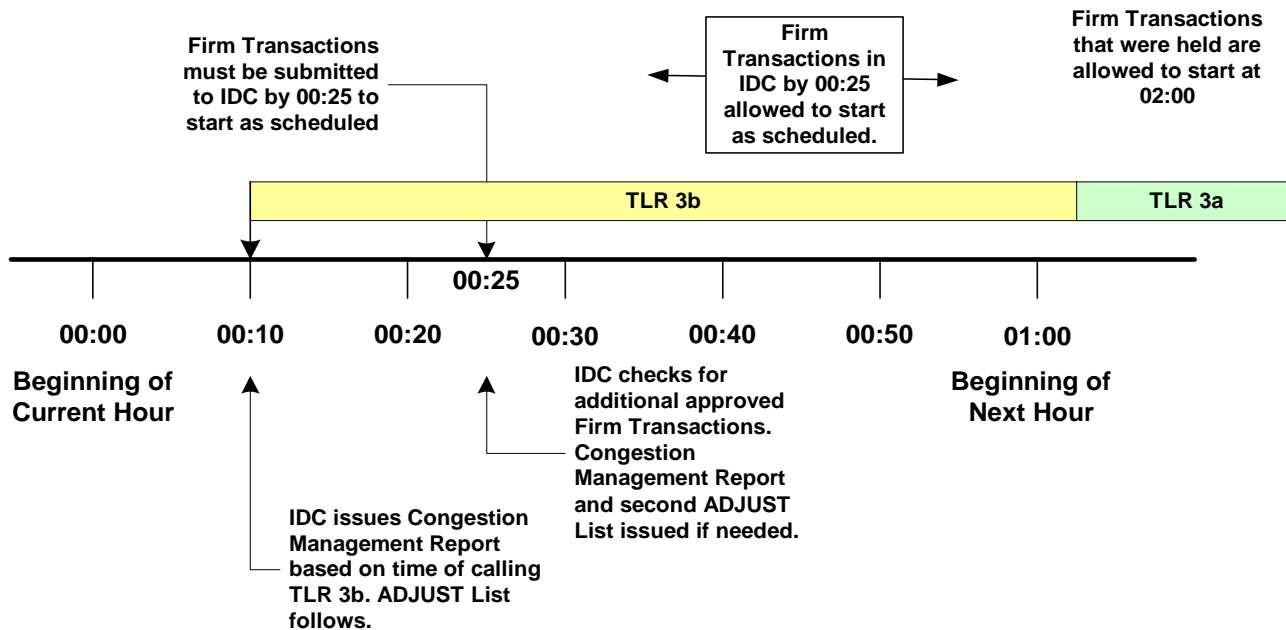 Firm Transactions
must be submitted
to IDC by 00:25 to
start as scheduled
Firm
Transactions in
IDC by 00:25
allowed to start
as scheduled.
Firm Transactions
that were held are
allowed to start at
02:00
TLR 3b
TLR 3a
00:25
00:00
00:10
00:20
00:30
00:40
00:50
01:00
Beginning of
Current Hour
Beginning of
Next Hour
IDC issues Congestion
Management Report
based on time of calling
TLR 3b. ADJUST List
follows.
IDC checks for
additional approved
Firm Transactions.
Congestion
Management Report
and second ADJUST
List issued if needed.